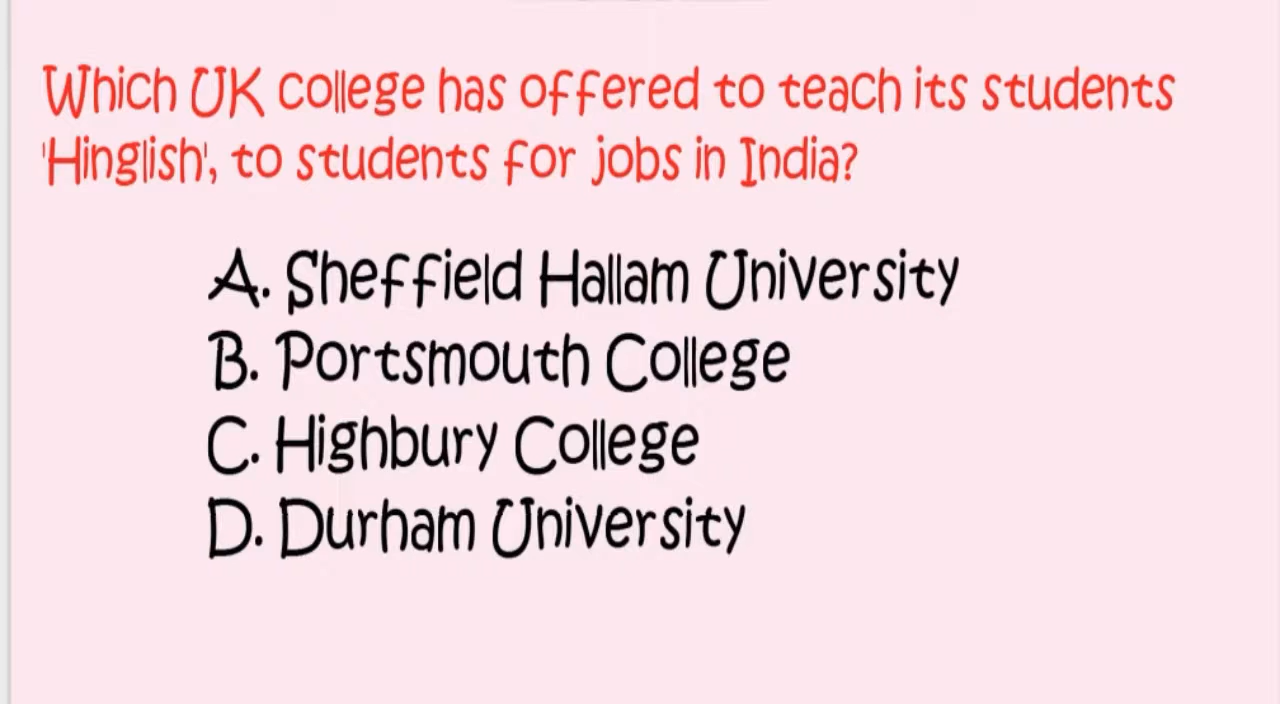 Which UK college has offered to teach its students
'Hinglish', to students for jobs in India?
A. Sheffield Hallam University
B. Portsmouth College
C. Highbury College
D. Durham University